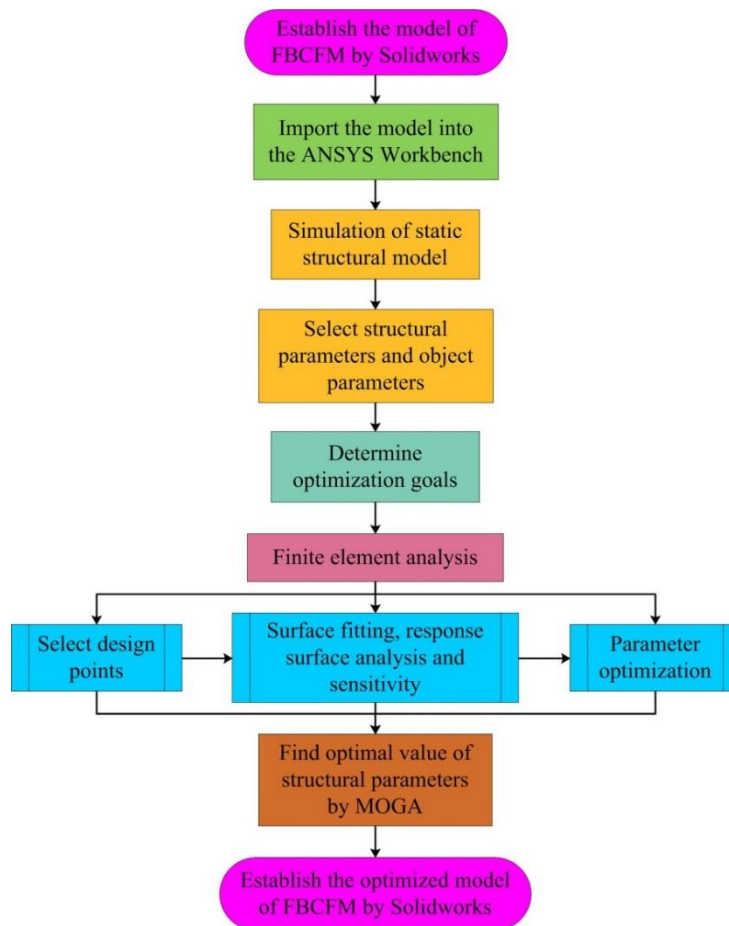 Establish the model of
FBCFM by Solidworks
Import the model into
the ANSYS Workbench
Simulation of static
structural model
Select structural
parameters and object
parameters
Determine
optimization goals
Finite element analysis
Select design
points
Surface fitting, response
surface analysis and
sensitivity
Parameter
optimization
Find optimal value of
structural parameters
by MOGA
Establish the optimized model
of FBCFM by Solidworks